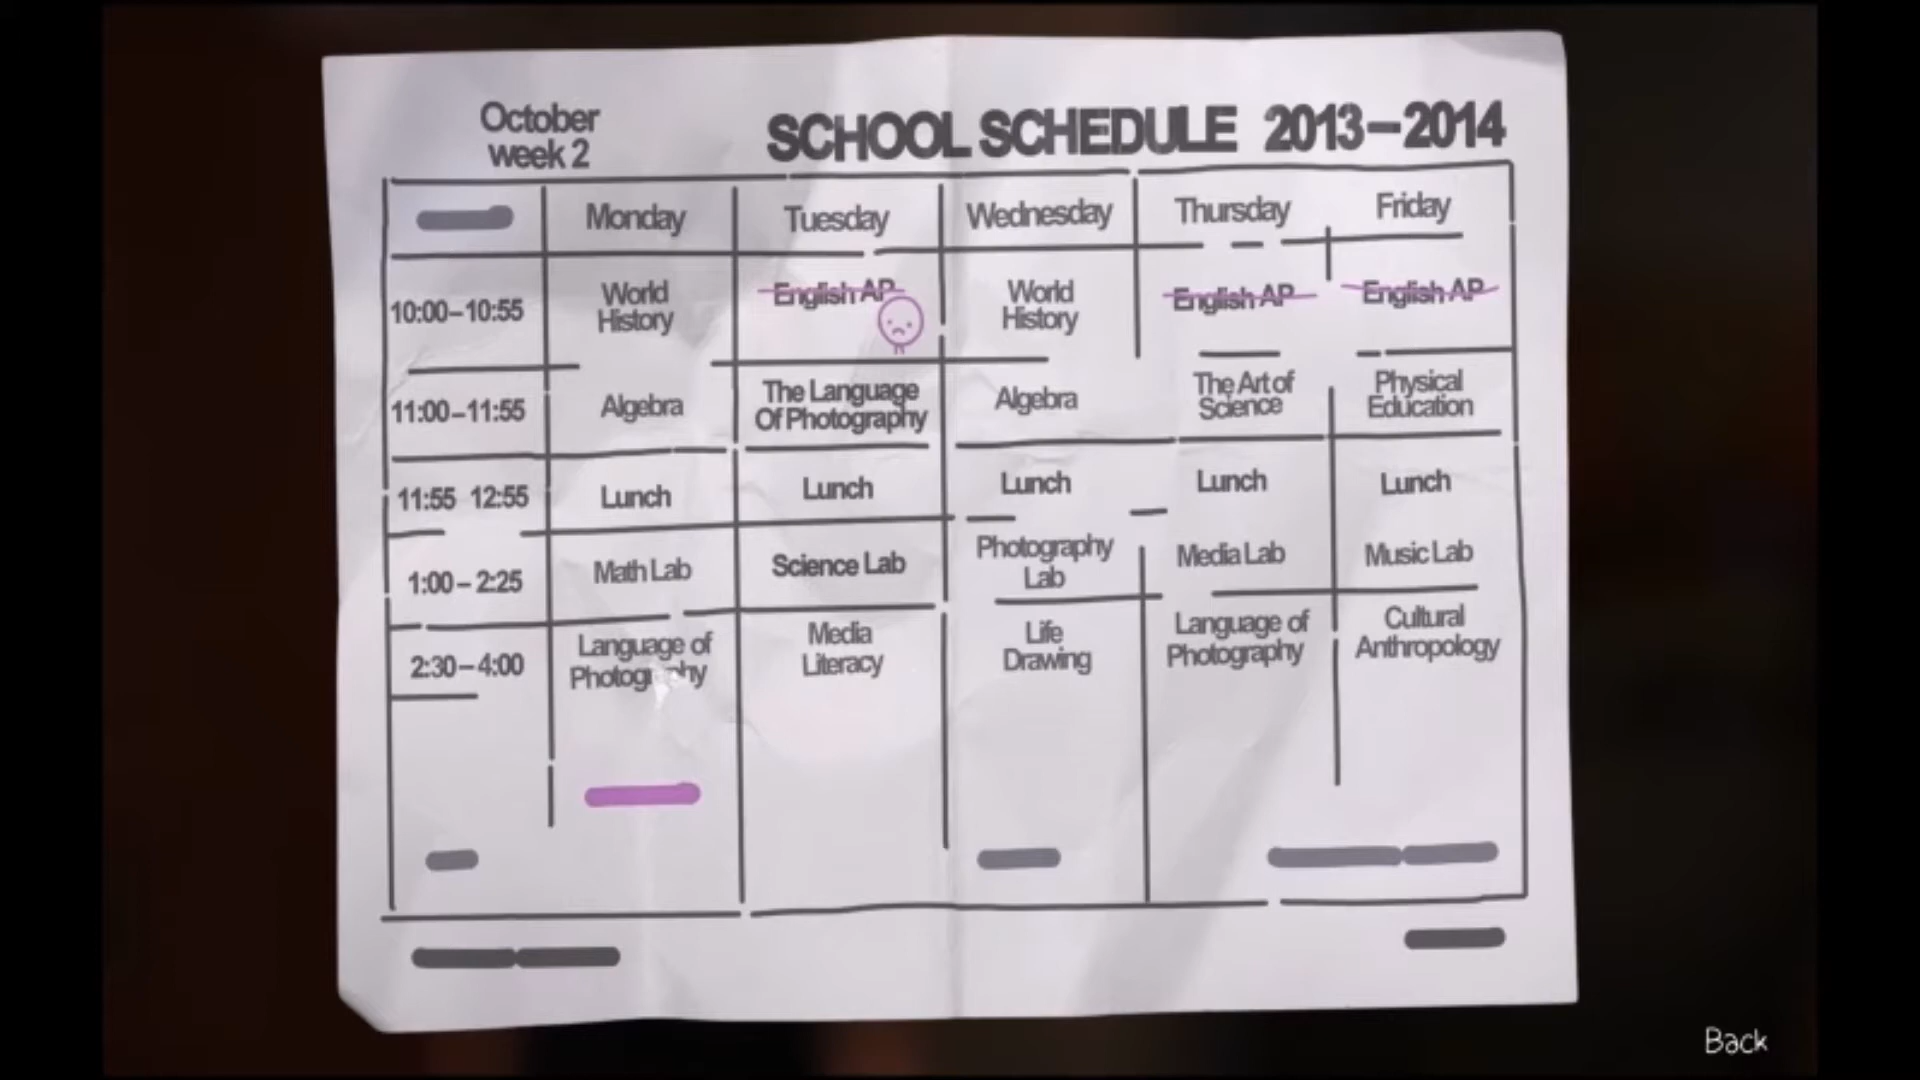 October
week 2
SCHOOL SCHEDULE 2013-2014
Monday Tuesday Wednesday Thursday Friday
10:00-10:55 World History English AP World History English AP English AP
11:00-11:55 Algebra The Language Of Photography Algebra The Art of Science Physical Education
11:55 12:55 Lunch Lunch Lunch Lunch Lunch
1:00-2:25 Math Lab Science Lab Photography Lab Media Lab Music Lab
2:30-4:00 Language of Photography Media Literacy Life Drawing Language of Photography Cultural Anthropology
Back